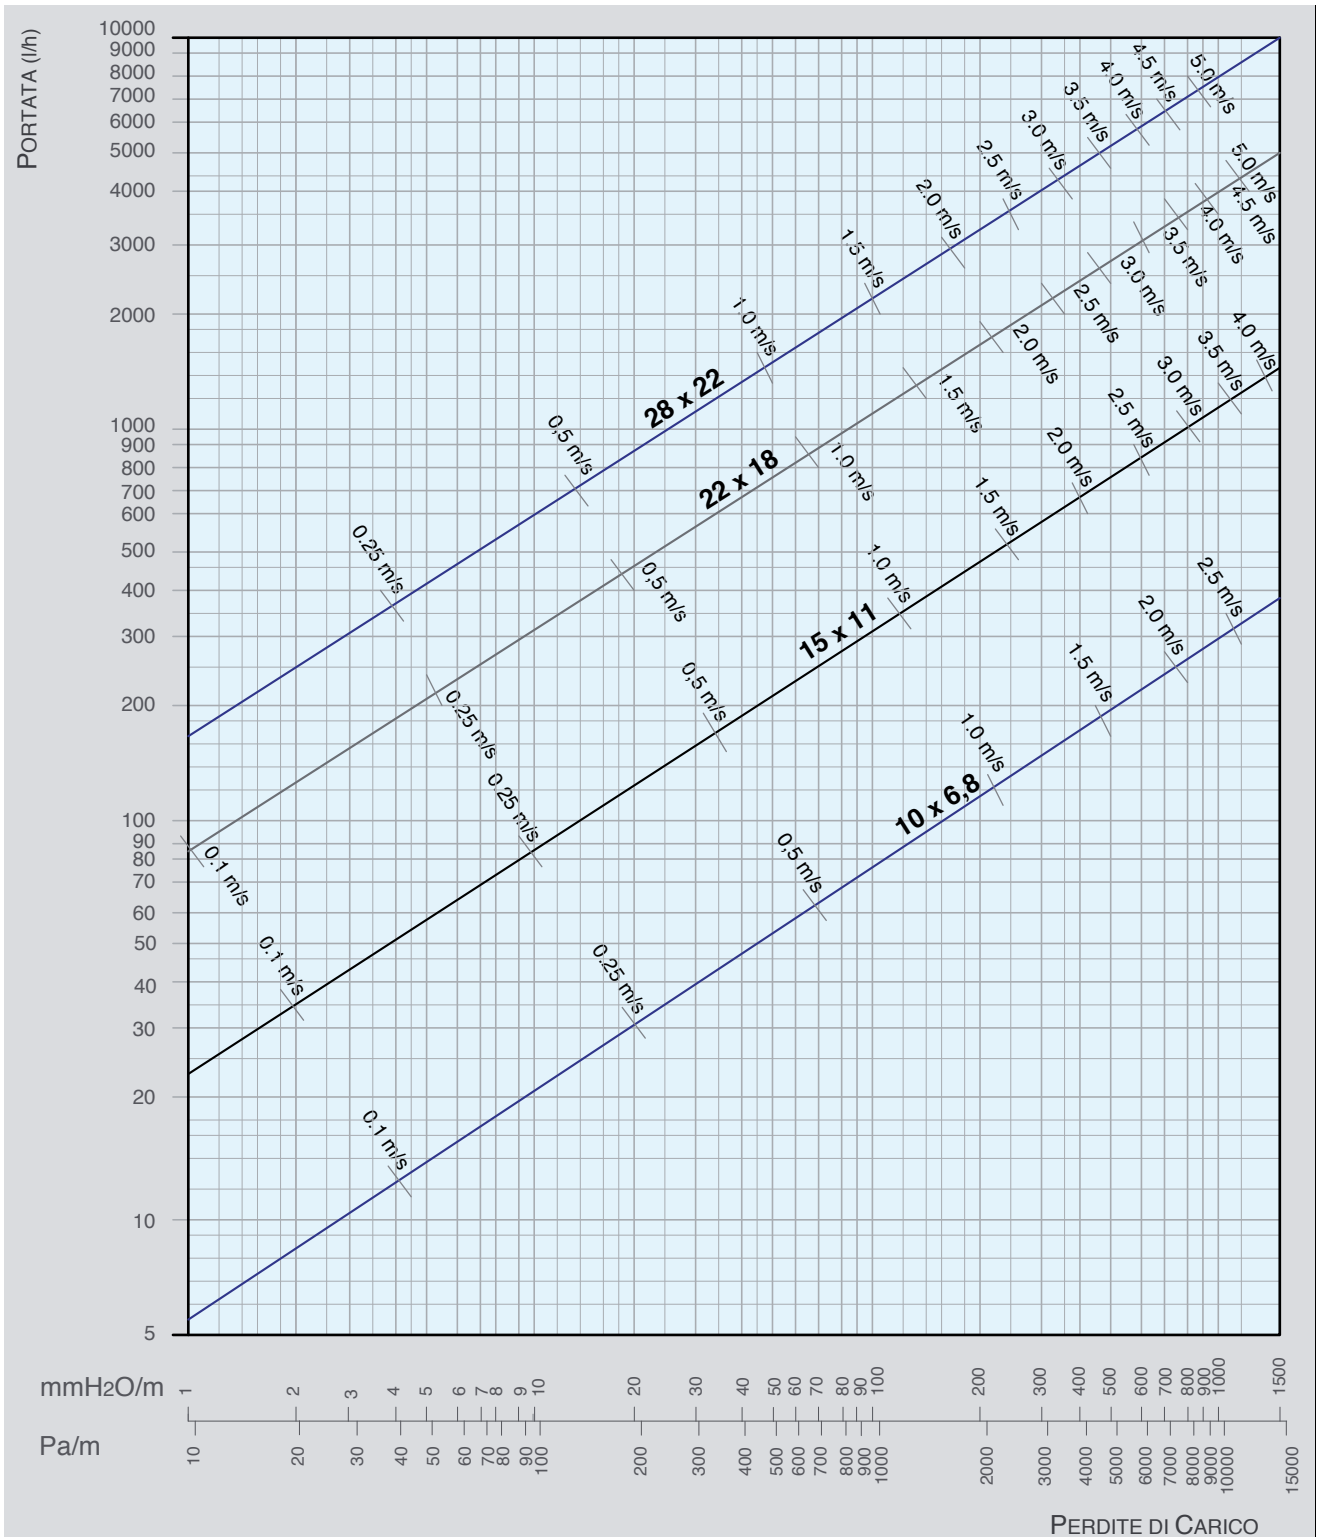 PORTATA (l/h)
10000
9000
8000
7000
6000
5000
4000
3000
2000
1000
900
800
700
600
500
400
300
200
100
90
80
70
60
50
40
30
20
10
5
28 x 22
0.25 m/s
0,5 m/s
1.0 m/s
1.5 m/s
2.0 m/s
2.5 m/s
3.0 m/s
3.5 m/s
4.0 m/s
4.5 m/s
5.0 m/s
22 x 18
0.1 m/s
0.25 m/s
0,5 m/s
1.0 m/s
1.5 m/s
2.0 m/s
2.5 m/s
3.0 m/s
3.5 m/s
4.0 m/s
4.5 m/s
5.0 m/s
15 x 11
0.1 m/s
0.25 m/s
0,5 m/s
1.0 m/s
1.5 m/s
2.0 m/s
2.5 m/s
3.0 m/s
3.5 m/s
4.0 m/s
10 x 6,8
0.1 m/s
0.25 m/s
0,5 m/s
1.0 m/s
1.5 m/s
2.0 m/s
2.5 m/s
mmH2O/m 1 2 3 4 5 6 7 8 9 10 20 30 40 50 60 70 80 90 100 200 300 400 500 600 700 800 900 1000 1500
Pa/m 10 20 30 40 50 60 70 80 90 100 200 300 400 500 600 700 800 900 1000 2000 3000 4000 5000 6000 7000 8000 90000 10000 15000
PERDITE DI CARICO